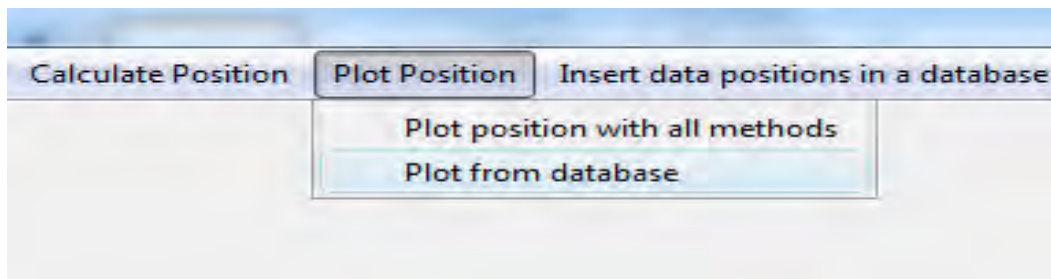 Calculate Position Plot Position Insert data positions in a database
Plot position with all methods
Plot from database